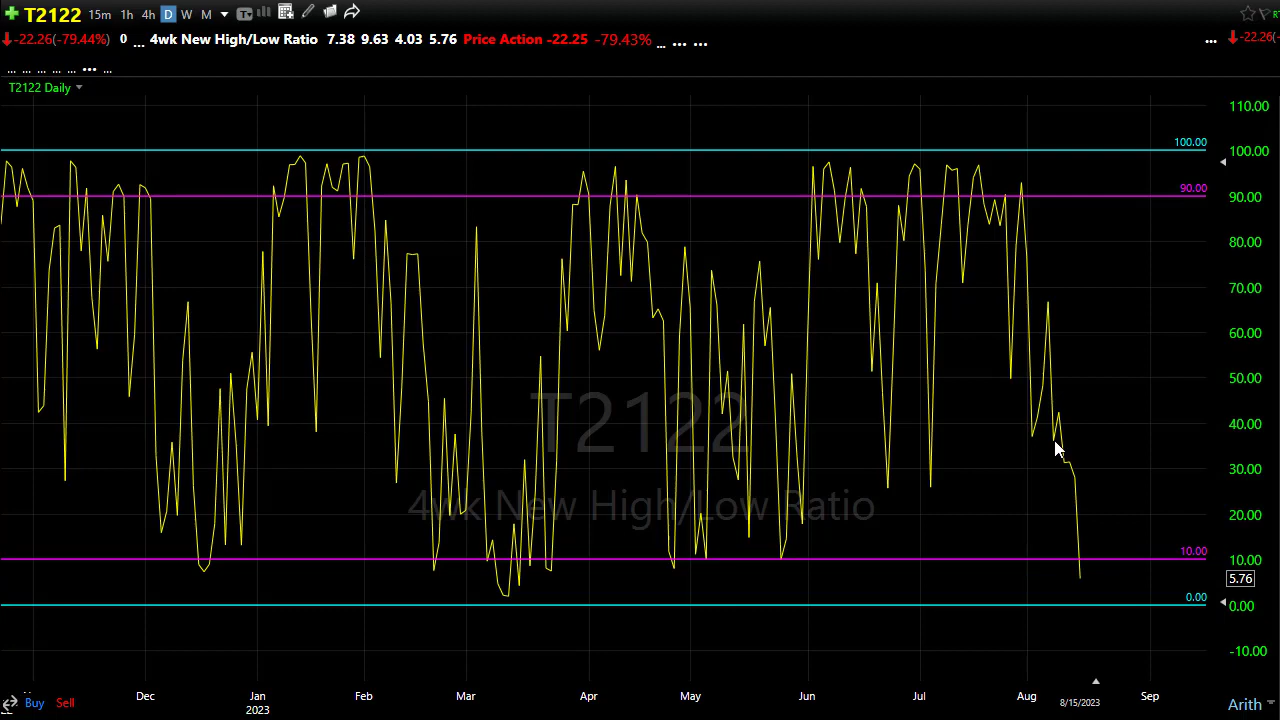 T2122 15m 1h 4h D W M
-22.26(-79.44%) 0 ... 4wk New High/Low Ratio 7.38 9.63 4.03 5.76 Price Action -22.25 -79.43% ... ... ... ... -22.26(-
... ... ... ... ... ... ...
T2122 Daily
110.00
100.00 100.00
90.00 90.00
80.00
70.00
60.00
50.00
40.00
30.00
20.00
10.00 10.00
5.76
0.00 0.00
-10.00
T2122
4wk New High/Low Ratio
Dec Jan Feb Mar Apr May Jun Jul Aug Sep
2023 8/15/2023
Buy Sell Arith